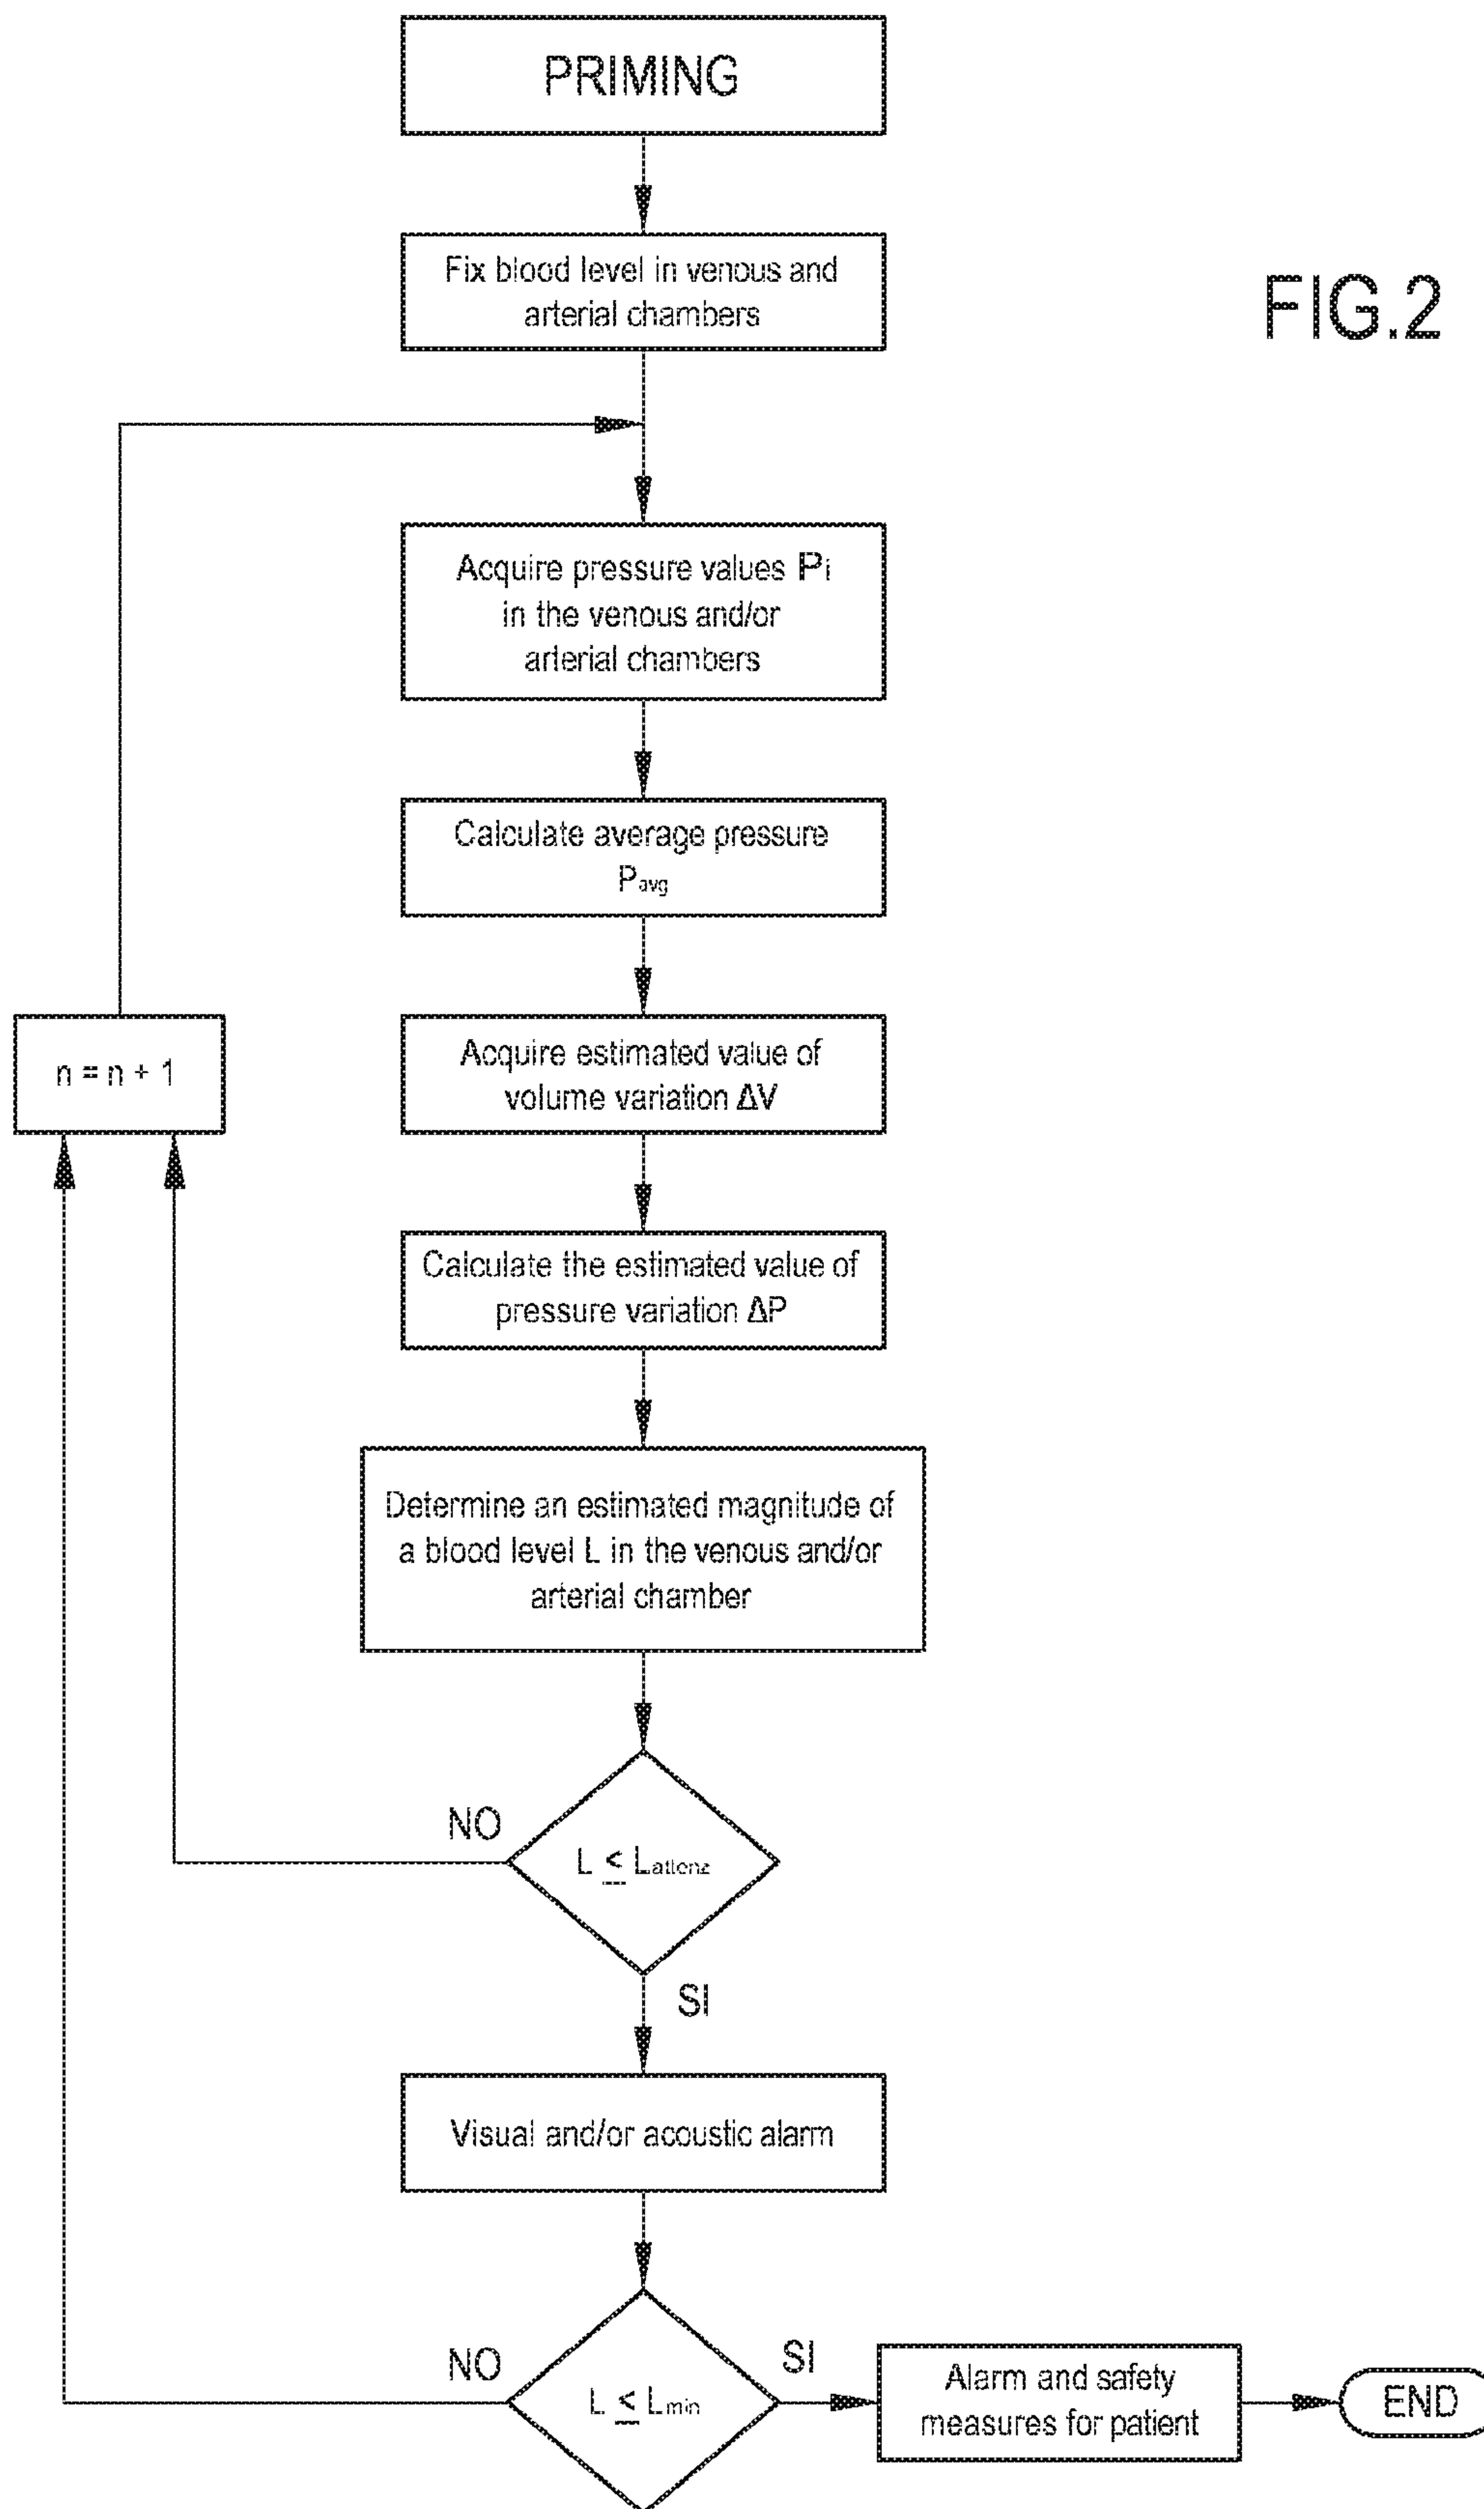 PRIMING
Fix blood level in venous and
arterial chambers
FIG.2
Acquire pressure values Pi
in the venous and/or
arterial chambers
Calculate average pressure
Pavg
n = n + 1
Acquire estimated value of
volume variation ΔV
Calculate the estimated value of
pressure variation ΔP
Determine an estimated magnitude of
a blood level L in the venous and/or
arterial chamber
NO
L ≤ Lattenz
SI
Visual and/or acoustic alarm
NO
L ≤ Lmin
SI
Alarm and safety
measures for patient
END